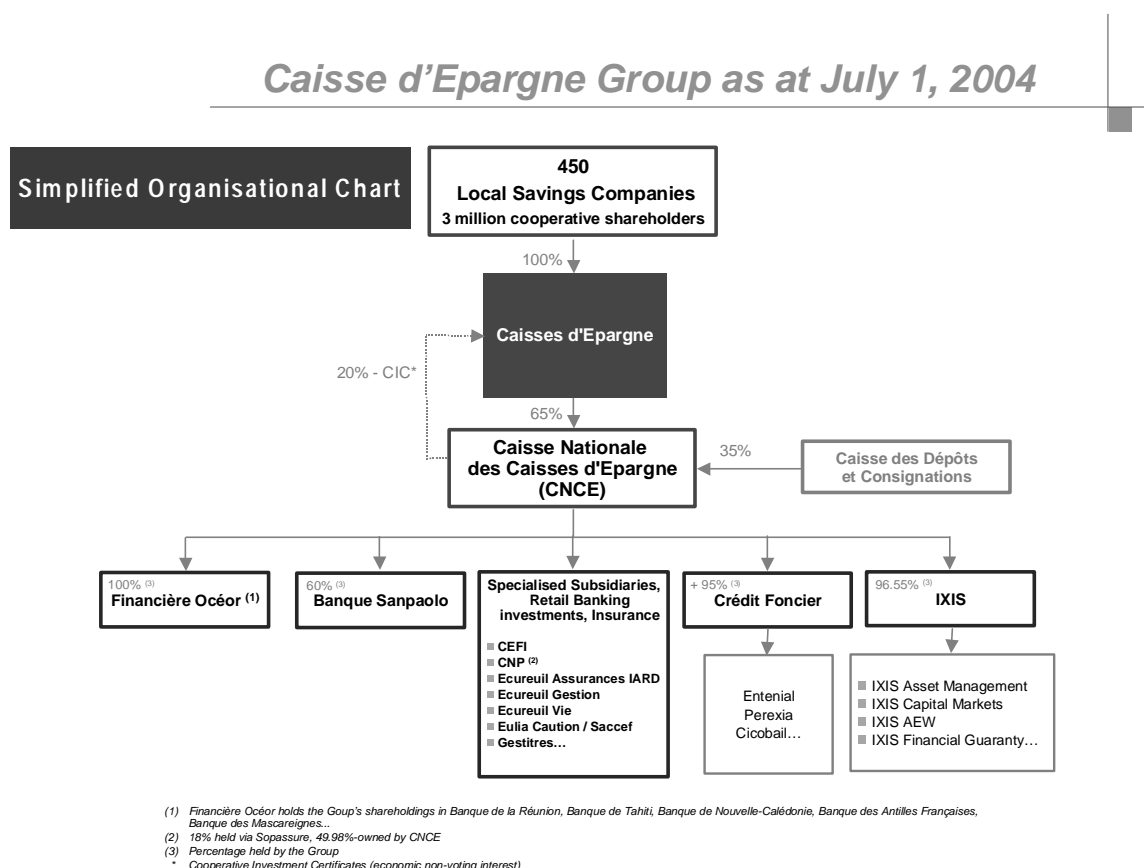 Caisse d'Epargne Group as at July 1, 2004
Simplified Organisational Chart
450
Local Savings Companies
3 million cooperative shareholders
100%
Caisses d'Epargne
20% - CIC*
65%
Caisse Nationale
des Caisses d'Epargne
(CNCE)
35%
Caisse des Dépôts
et Consignations
100% (3)
Financière Océor (1)
60% (3)
Banque Sanpaolo
Specialised Subsidiaries,
Retail Banking
investments, Insurance
CEFI
CNP (2)
Ecureuil Assurances IARD
Ecureuil Gestion
Ecureuil Vie
Eulia Caution / Saccef
Gestitres…
+ 95% (3)
Crédit Foncier
Entenial
Perexia
Cicobail…
96.55% (3)
IXIS
IXIS Asset Management
IXIS Capital Markets
IXIS AEW
IXIS Financial Guaranty…
(1) Financière Océor holds the Goup's shareholdings in Banque de la Réunion, Banque de Tahiti, Banque de Nouvelle-Calédonie, Banque des Antilles Françaises,
Banque des Mascareignes...
(2) 18% held via Sopassure, 49.98%-owned by CNCE
(3) Percentage held by the Group
* Cooperative Investment Certificates (economic non-voting interest)